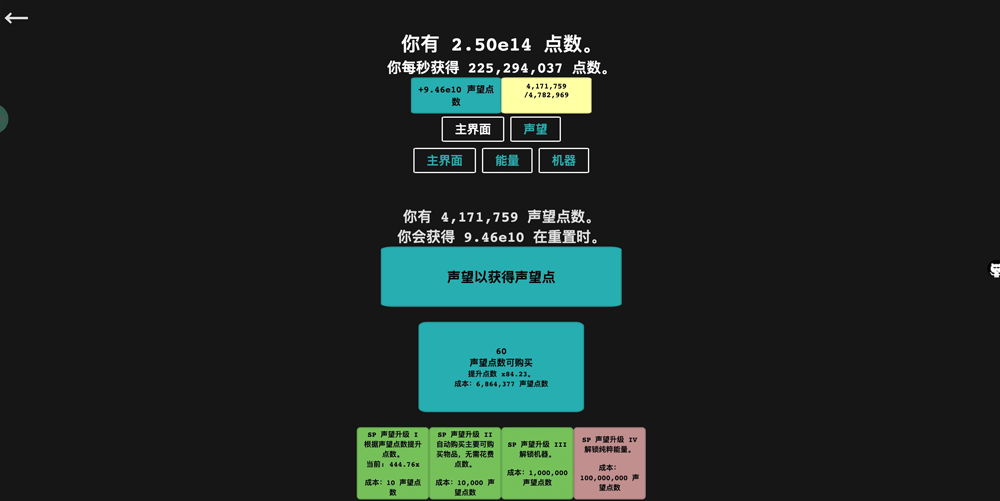 你有 2.50e14 点数。
你每秒获得 225,294,037 点数。
+9.46e10 声望点
数
4,171,759
/4,782,969
主界面
声望
主界面
能量
机器
你有 4,171,759 声望点数。
你会获得 9.46e10 在重置时。
声望以获得声望点
60
声望点数可购买
提升点数 x84.23。
成本: 6,864,377 声望点数
SP 声望升级 I
根据声望点数提升
点数。
当前: 444.76x
成本: 10 声望点
数
SP 声望升级 II
自动购买主要可购
买物品，无需花费
点数。
成本: 10,000 声
望点数
SP 声望升级 III
解锁机器。
成本: 1,000,000
声望点数
SP 声望升级 IV
解锁纯粹能量。
成本:
100,000,000 声
望点数